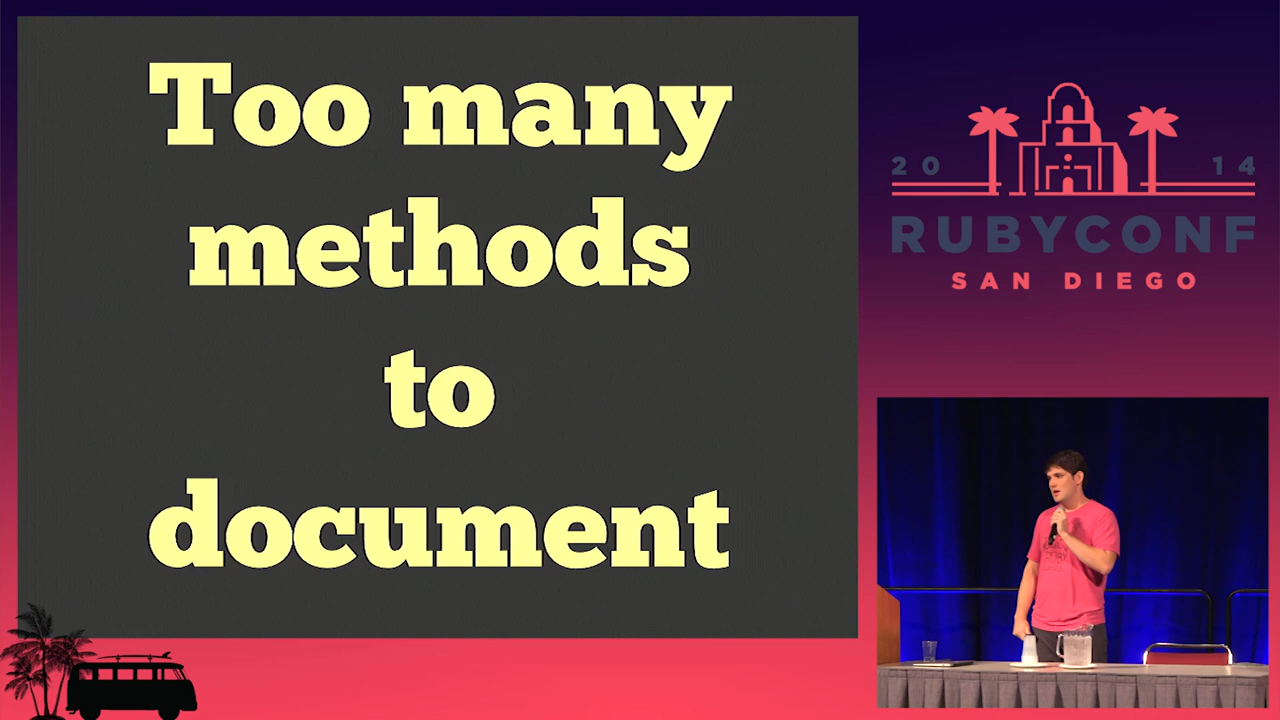 Too many
methods
to
document
20 14
RUBYCONF
SAN DIEGO